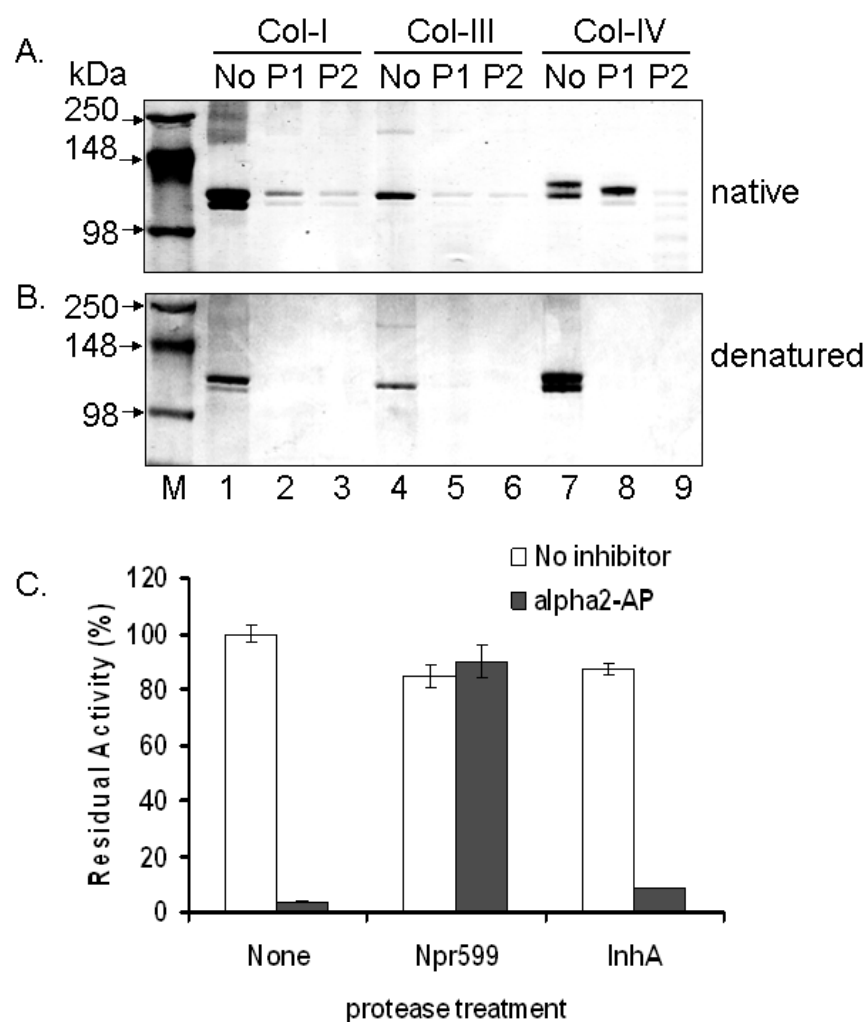 Col-I Col-III Col-IV
A.
kDa No P1 P2 No P1 P2 No P1 P2
250
148
native
98
B.
250
148
denatured
98
M 1 2 3 4 5 6 7 8 9
C.
No inhibitor
alpha2-AP
120
100
80
60
40
20
0
Residual Activity (%)
None Npr599 InhA
protease treatment